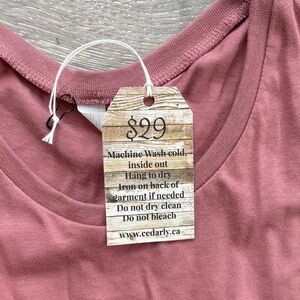 $29
Machine Wash cold,
inside out
Hang to dry
Iron on back of
garment if needed
Do not dry clean
Do not bleach
www.cedarly.ca